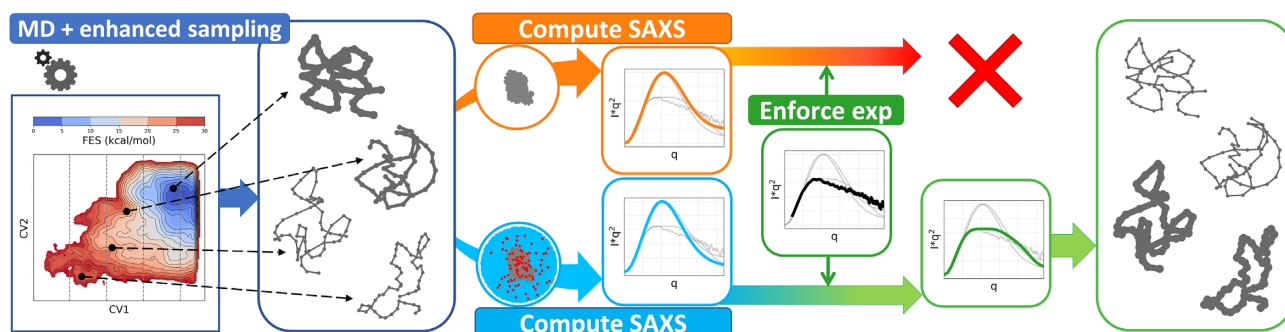 MD + enhanced sampling
0 5 10 15 20 25 30
FES (kcal/mol)
CV2
CV1
Compute SAXS
I*q²
q
I*q²
q
Compute SAXS
Enforce exp
I*q²
q
I*q²
q